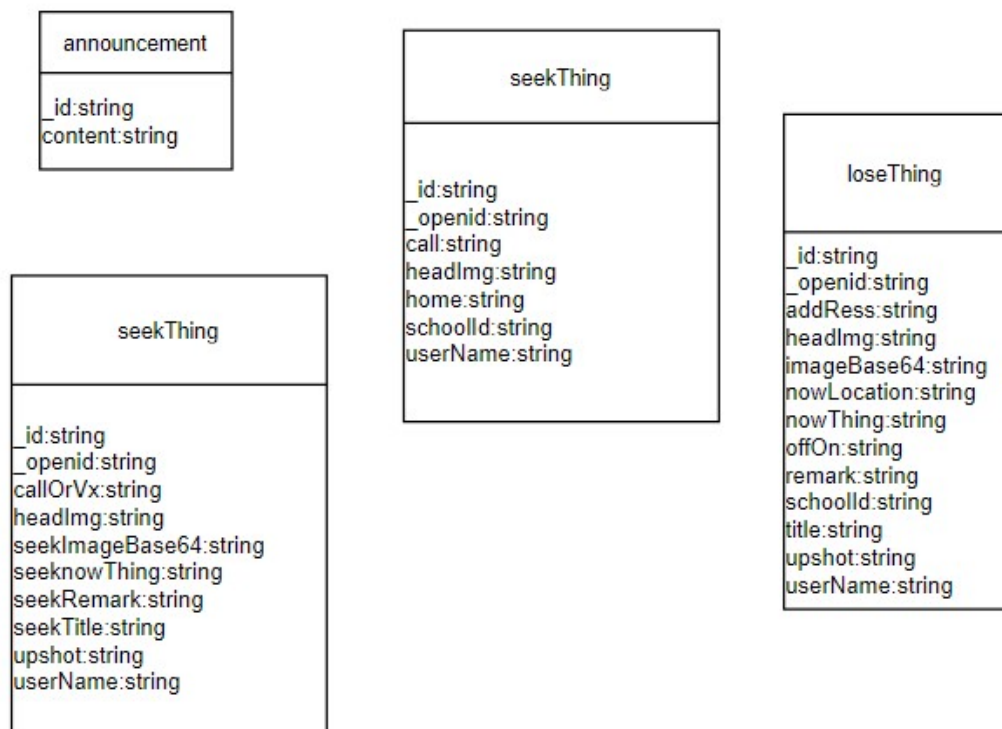 announcement
_id:string
content:string
seekThing
_id:string
_openid:string
call:string
headImg:string
home:string
schoolId:string
userName:string
loseThing
_id:string
_openid:string
addRess:string
headImg:string
imageBase64:string
nowLocation:string
nowThing:string
offOn:string
remark:string
schoolId:string
title:string
upshot:string
userName:string
seekThing
_id:string
_openid:string
callOrVx:string
headImg:string
seekImageBase64:string
seeknowThing:string
seekRemark:string
seekTitle:string
upshot:string
userName:string